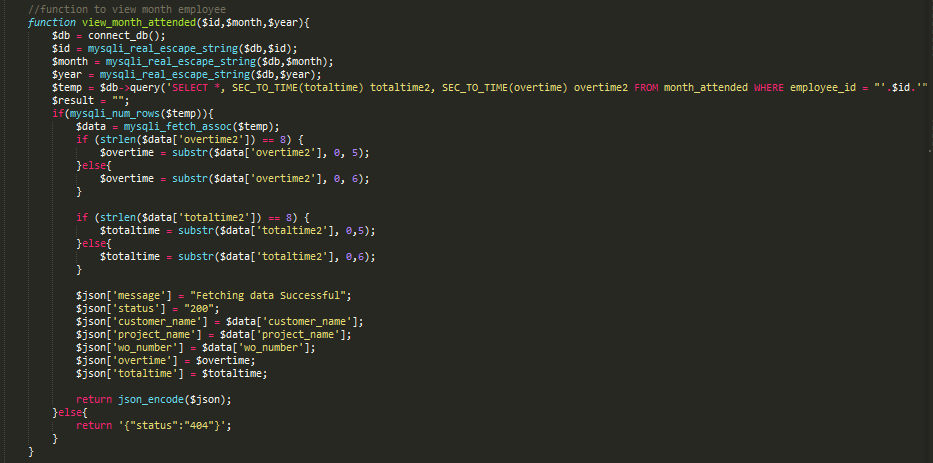 //function to view month employee
function view_month_attended($id,$month,$year){
$db = connect_db();
$id = mysqli_real_escape_string($db,$id);
$month = mysqli_real_escape_string($db,$month);
$year = mysqli_real_escape_string($db,$year);
$temp = $db->query('SELECT *, SEC_TO_TIME(totaltime) totaltime2, SEC_TO_TIME(overtime) overtime2 FROM month_attended WHERE employee_id = "'.$id.'"
$result = "";
if(mysqli_num_rows($temp)){
$data = mysqli_fetch_assoc($temp);
if (strlen($data['overtime2']) == 8) {
$overtime = substr($data['overtime2'], 0, 5);
}else{
$overtime = substr($data['overtime2'], 0, 6);
}
if (strlen($data['totaltime2']) == 8) {
$totaltime = substr($data['totaltime2'], 0,5);
}else{
$totaltime = substr($data['totaltime2'], 0,6);
}
$json['message'] = "Fetching data Successful";
$json['status'] = "200";
$json['customer_name'] = $data['customer_name'];
$json['project_name'] = $data['project_name'];
$json['wo_number'] = $data['wo_number'];
$json['overtime'] = $overtime;
$json['totaltime'] = $totaltime;
return json_encode($json);
}else{
return '{"status":"404"}';
}
}